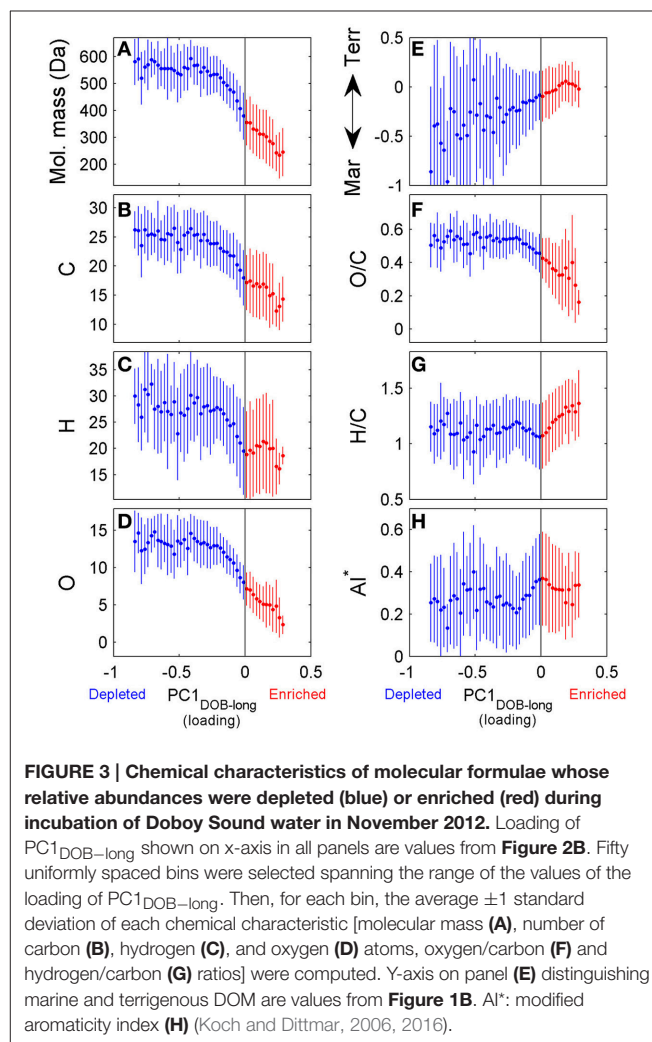 A
Mol. mass (Da)
600
500
400
300
200
B
C
30
25
20
15
10
C
H
35
30
25
20
15
D
O
15
10
5
0
-1 -0.5 0 0.5
Depleted PC1DOB-long Enriched
(loading)
E
Mar Terr
0
-0.5
-1
F
O/C
0.6
0.4
0.2
0
G
H/C
1.5
1
0.5
H
AI*
0.6
0.4
0.2
0
-1 -0.5 0 0.5
Depleted PC1DOB-long Enriched
(loading)
FIGURE 3 | Chemical characteristics of molecular formulae whose
relative abundances were depleted (blue) or enriched (red) during
incubation of Doboy Sound water in November 2012. Loading of
PC1DOB−long shown on x-axis in all panels are values from Figure 2B. Fifty
uniformly spaced bins were selected spanning the range of the values of the
loading of PC1DOB−long. Then, for each bin, the average ±1 standard
deviation of each chemical characteristic [molecular mass (A), number of
carbon (B), hydrogen (C), and oxygen (D) atoms, oxygen/carbon (F) and
hydrogen/carbon (G) ratios] were computed. Y-axis on panel (E) distinguishing
marine and terrigenous DOM are values from Figure 1B. AI*: modified
aromaticity index (H) (Koch and Dittmar, 2006, 2016).